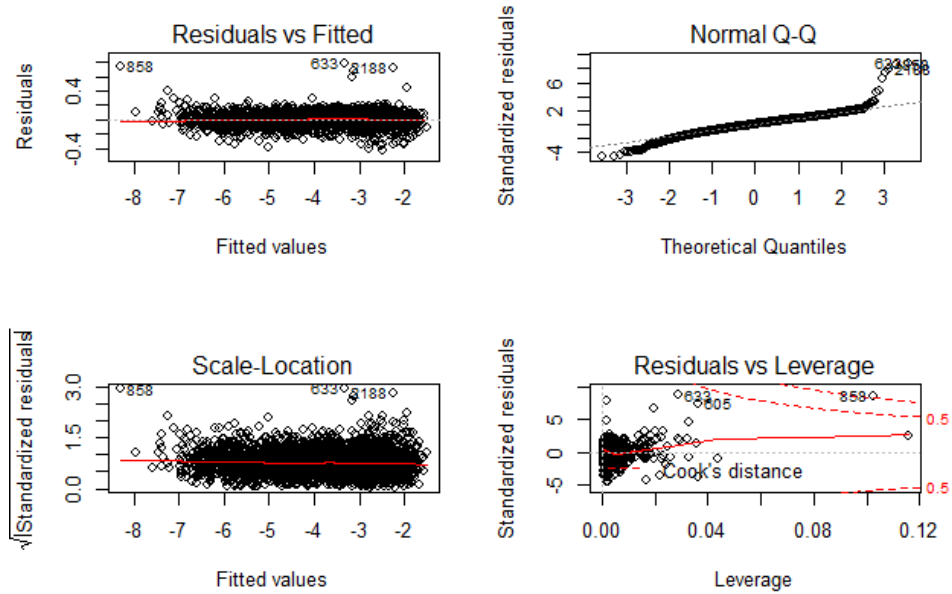 Residuals vs Fitted
Residuals
0.4
-0.4
858
633
2188
-8 -7 -6 -5 -4 -3 -2
Fitted values
Normal Q-Q
Standardized residuals
6
2
-4
2188
-3 -2 -1 0 1 2 3
Theoretical Quantiles
Scale-Location
√|Standardized residuals|
3.0
1.5
0.0
858
633
2188
-8 -7 -6 -5 -4 -3 -2
Fitted values
Residuals vs Leverage
Standardized residuals
5
0
-5
633
605
858
0.5
0.5
Cook's distance
0.00 0.04 0.08 0.12
Leverage